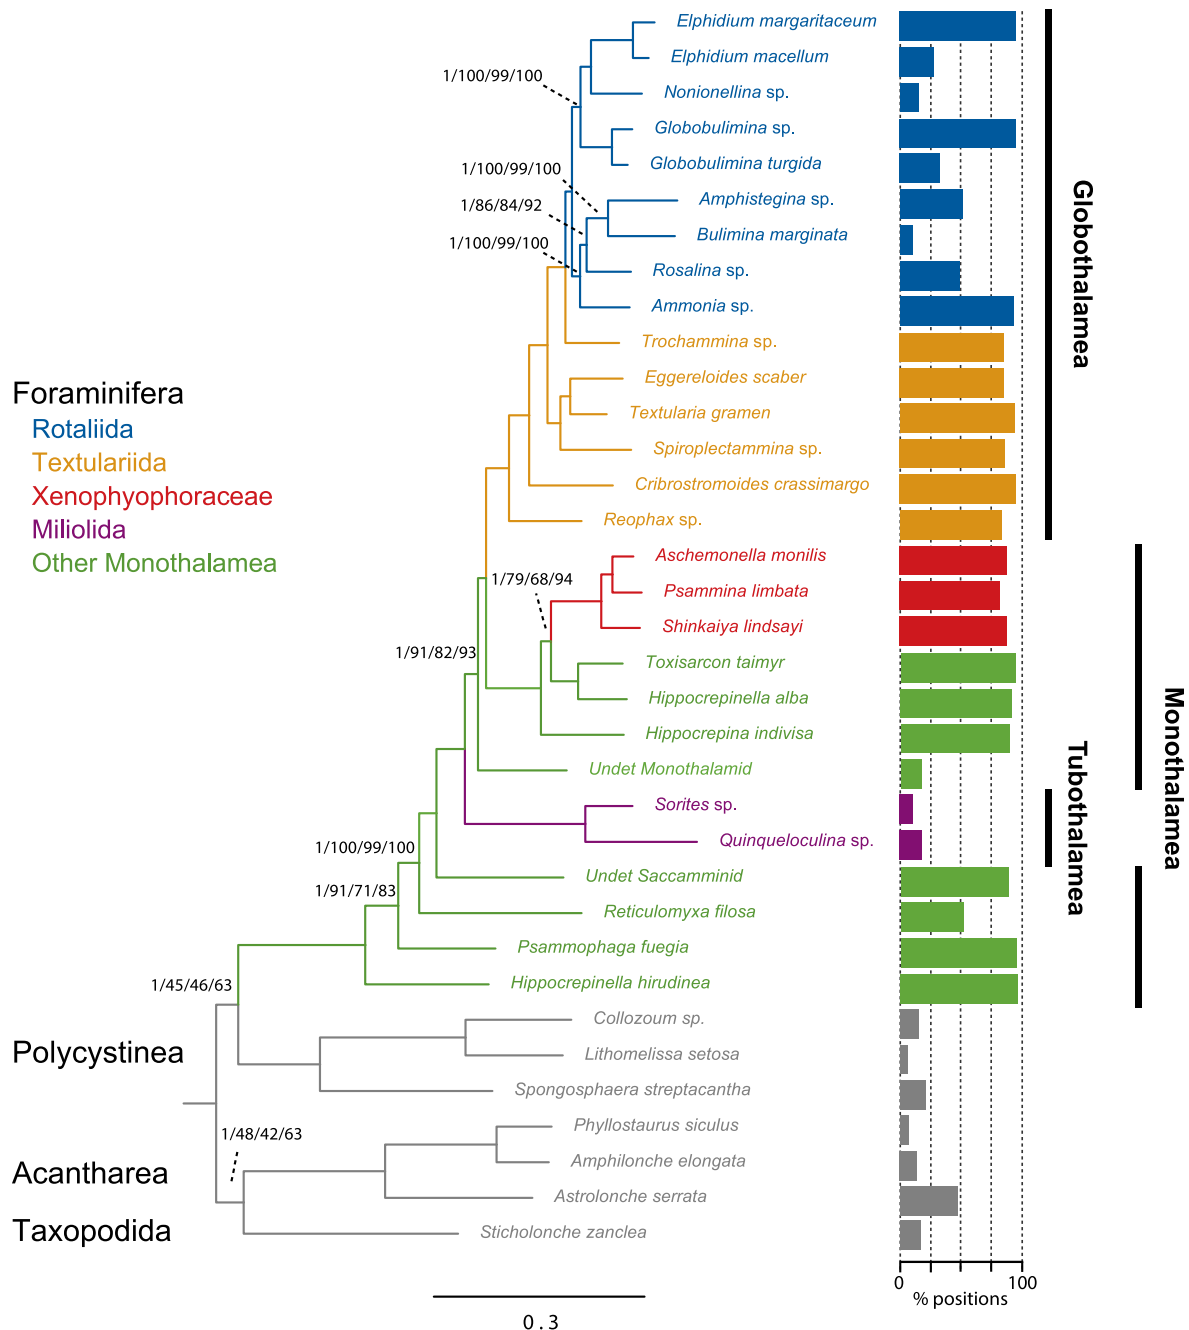 Elphidium margaritaceum
Elphidium macellum
1/100/99/100
Nonionellina sp.
Globobulimina sp.
Globobulimina turgida
1/100/99/100
Amphistegina sp.
1/86/84/92
Bulimina marginata
1/100/99/100
Rosalina sp.
Ammonia sp.
Trochammina sp.
Eggereloides scaber
Textularia gramen
Spiroplectammina sp.
Cribrostromoides crassimargo
Reophax sp.
Globothalamea
Foraminifera
Rotaliida
Textulariida
Xenophyophoraceae
Miliolida
Other Monothalamea
Aschemonella monilis
1/79/68/94
Psammina limbata
Shinkaiya lindsayi
1/91/82/93
Toxisarcon taimyr
Hippocrepinella alba
Hippocrepina indivisa
Undet Monothalamid
Sorites sp.
Quinqueloculina sp.
Monothalamea
Tubothalamea
1/100/99/100
Undet Saccamminid
1/91/71/83
Reticulomyxa filosa
Psammophaga fuegia
Hippocrepinella hirudinea
1/45/46/63
Collozoum sp.
Polycystinea
Lithomelissa setosa
Spongosphaera streptacantha
1/48/42/63
Phyllostaurus siculus
Acantharea
Amphilonche elongata
Astrolonche serrata
Taxopodida
Sticholonche zanclea
0 100
% positions
0.3